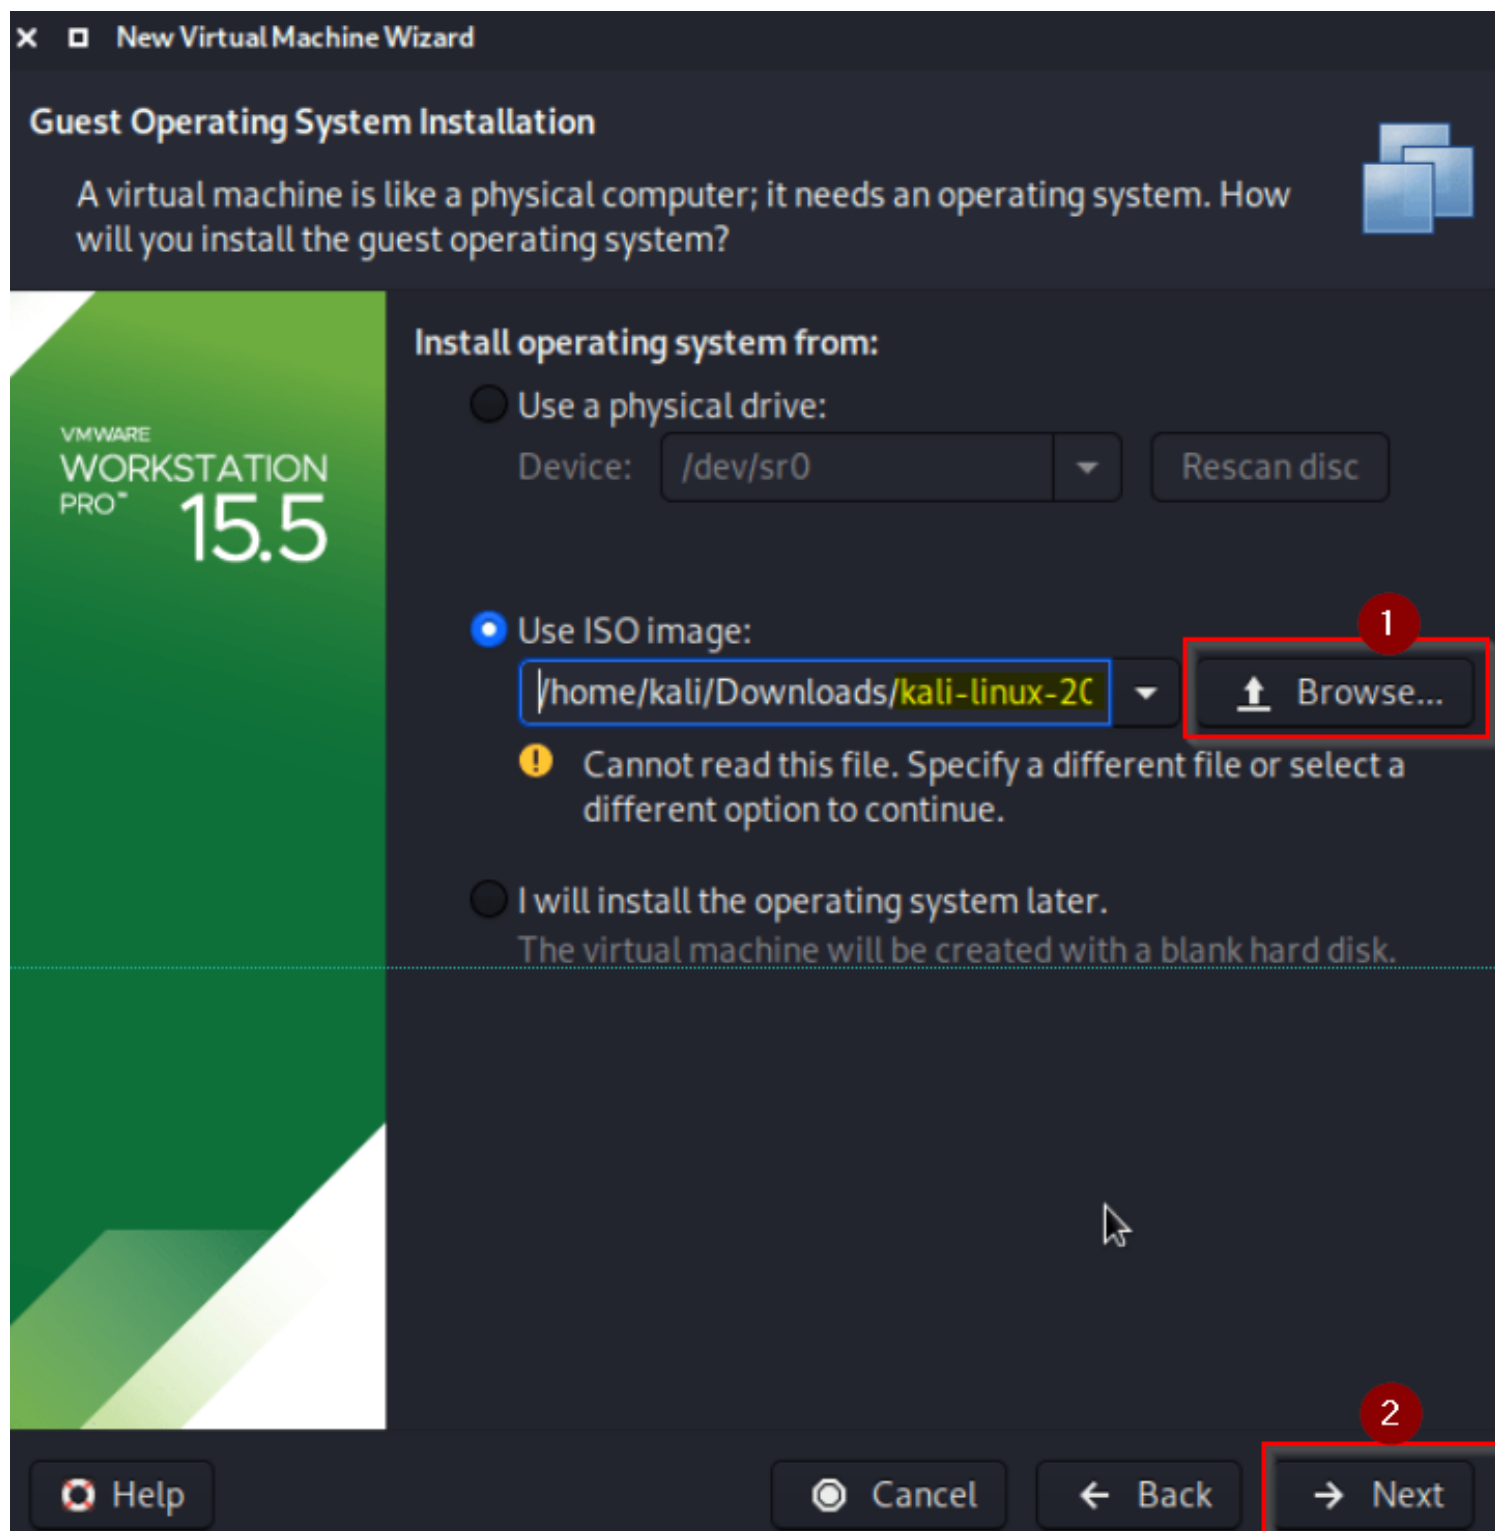 New Virtual Machine Wizard
Guest Operating System Installation
A virtual machine is like a physical computer; it needs an operating system. How
will you install the guest operating system?
VMWARE
WORKSTATION
PRO™ 15.5
Install operating system from:
Use a physical drive:
Device: /dev/sr0 Rescan disc
Use ISO image:
1
/home/kali/Downloads/kali-linux-20 Browse...
Cannot read this file. Specify a different file or select a
different option to continue.
I will install the operating system later.
The virtual machine will be created with a blank hard disk.
2
Help Cancel Back Next